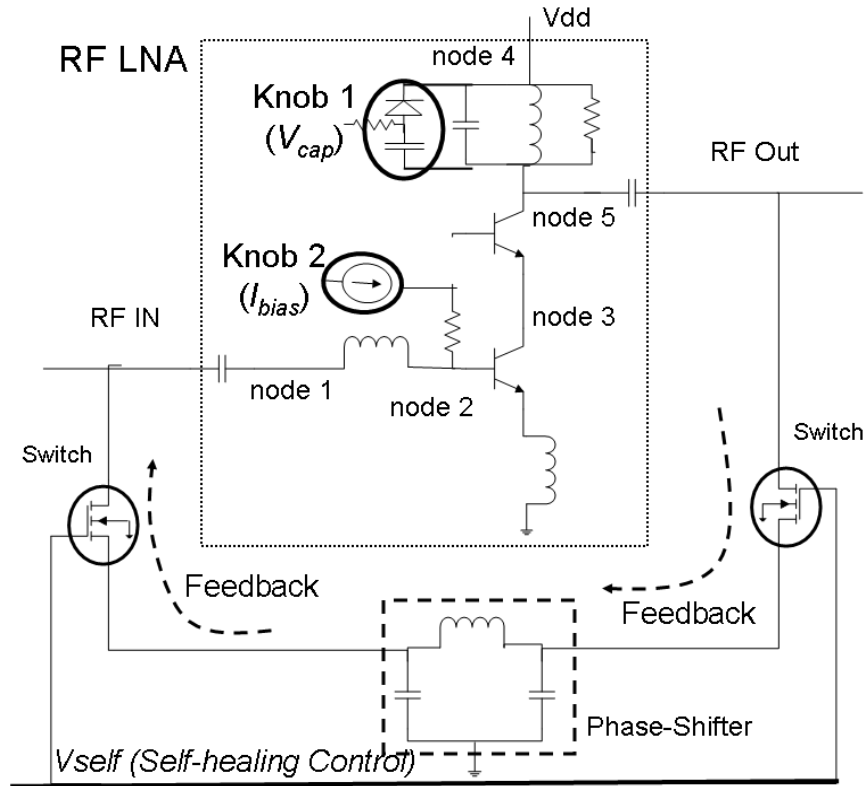 Vdd
RF LNA
node 4
Knob 1
(Vcap)
RF Out
node 5
Knob 2
(Ibias)
node 3
RF IN
node 1
node 2
Switch
Switch
Feedback
Feedback
Phase-Shifter
Vself (Self-healing Control)